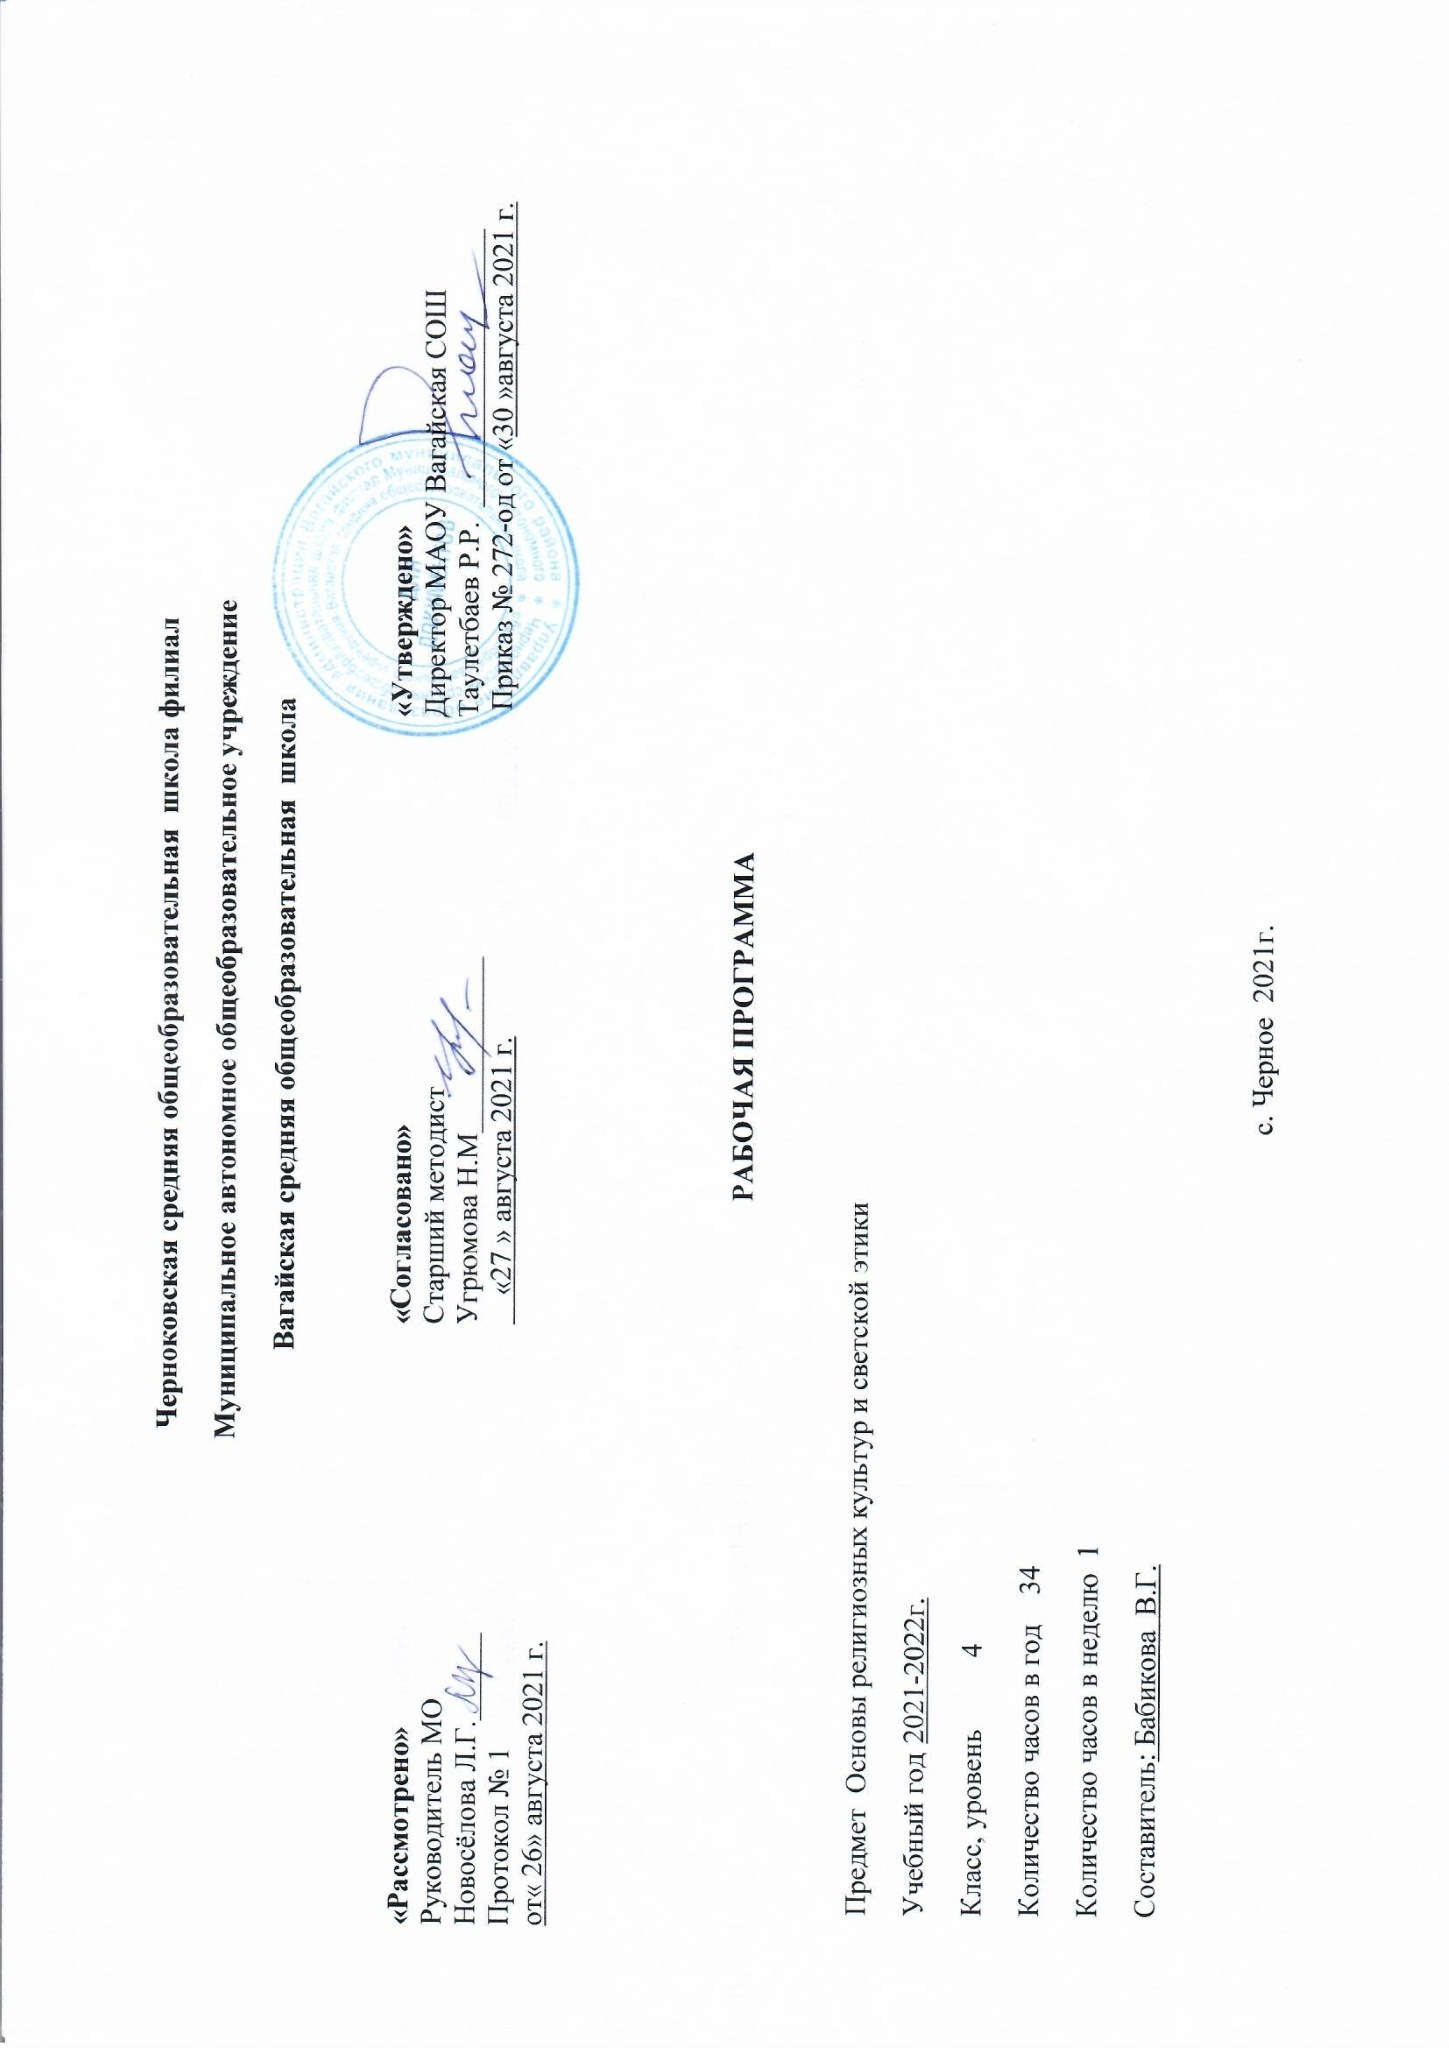 Черноковская средняя общеобразовательная школа филиал
Муниципальное автономное общеобразовательное учреждение
Вагайская средняя общеобразовательная школа
«Рассмотрено»
Руководитель МО
Новосёлова Л.Г.
Протокол № 1
от« 26» августа 2021 г.
«Согласовано»
Старший методист
Угрюмова Н.М
«27 » августа 2021 г.
«Утверждено»
Директор МАОУ Вагайская СОШ
Таулетбаев Р.Р.
Приказ № 272-од от «30 »августа 2021 г.
РАБОЧАЯ ПРОГРАММА
Предмет Основы религиозных культур и светской этики
Учебный год 2021-2022г.
Класс, уровень 4
Количество часов в год 34
Количество часов в неделю 1
Составитель: Бабикова В.Г.
с. Черное 2021г.